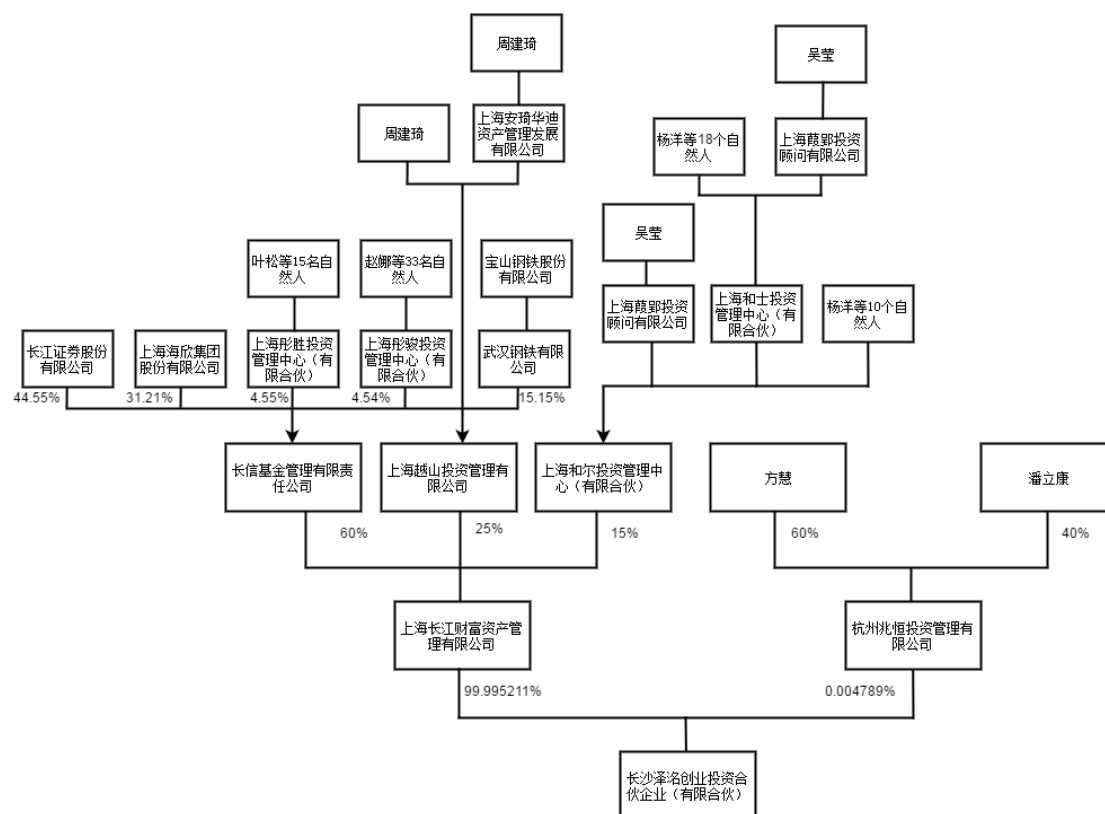 周建琦
吴莹
周建琦
上海安琦华迪
资产管理发展
有限公司
杨洋等18个自
然人
上海葭郢投资
顾问有限公司
吴莹
叶松等15名自
然人
赵娜等33名自
然人
宝山钢铁股份
有限公司
上海葭郢投资
顾问有限公司
上海和士投资
管理中心（有
限合伙）
杨洋等10个自
然人
长江证券股份
有限公司
上海海欣集团
股份有限公司
上海彤胜投资
管理中心（有
限合伙）
上海彤骏投资
管理中心（有
限合伙）
武汉钢铁有限
公司
44.55%
31.21%
4.55%
4.54%
15.15%
长信基金管理有限责
任公司
上海越山投资管理有
限公司
上海和尔投资管理中
心（有限合伙）
方慧
潘立康
60%
25%
15%
60%
40%
上海长江财富资产管
理有限公司
杭州兆恒投资管理有
限公司
99.995211%
0.004789%
长沙泽洺创业投资合
伙企业（有限合伙）